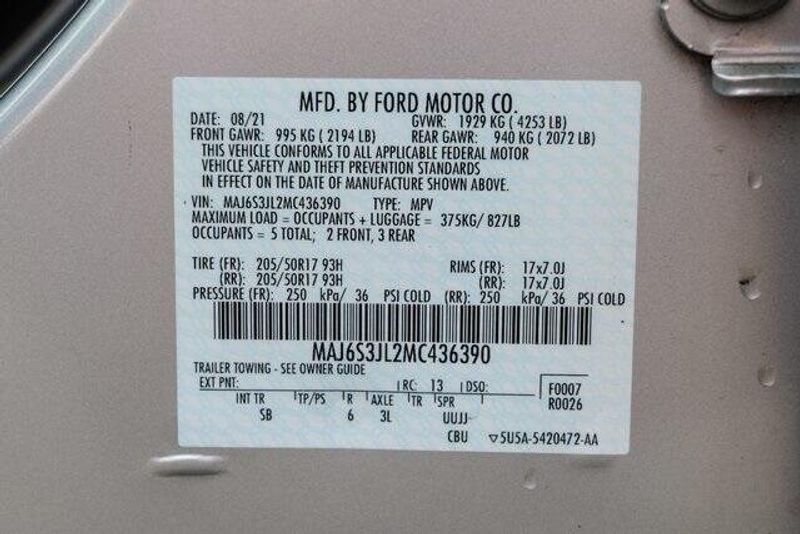 MFD. BY FORD MOTOR CO.
DATE: 08/21 GVWR: 1929 KG ( 4253 LB)
FRONT GAWR: 995 KG ( 2194 LB) REAR GAWR: 940 KG ( 2072 LB)
THIS VEHICLE CONFORMS TO ALL APPLICABLE FEDERAL MOTOR
VEHICLE SAFETY AND THEFT PREVENTION STANDARDS
IN EFFECT ON THE DATE OF MANUFACTURE SHOWN ABOVE.
VIN: MAJ6S3JL2MC436390 TYPE: MPV
MAXIMUM LOAD = OCCUPANTS + LUGGAGE = 375KG/ 827LB
OCCUPANTS = 5 TOTAL; 2 FRONT, 3 REAR
TIRE (FR): 205/50R17 93H RIMS (FR): 17x7.0J
(RR): 205/50R17 93H (RR): 17x7.0J
PRESSURE (FR): 250 kPa/ 36 PSI COLD (RR): 250 kPa/ 36 PSI COLD
MAJ6S3JL2MC436390
TRAILER TOWING - SEE OWNER GUIDE
EXT PNT: RC: 13 DSO: F0007
R0026
INT TR TP/PS R AXLE TR SPR
SB 6 3L UUJJ
CBU ▽5U5A-5420472-AA